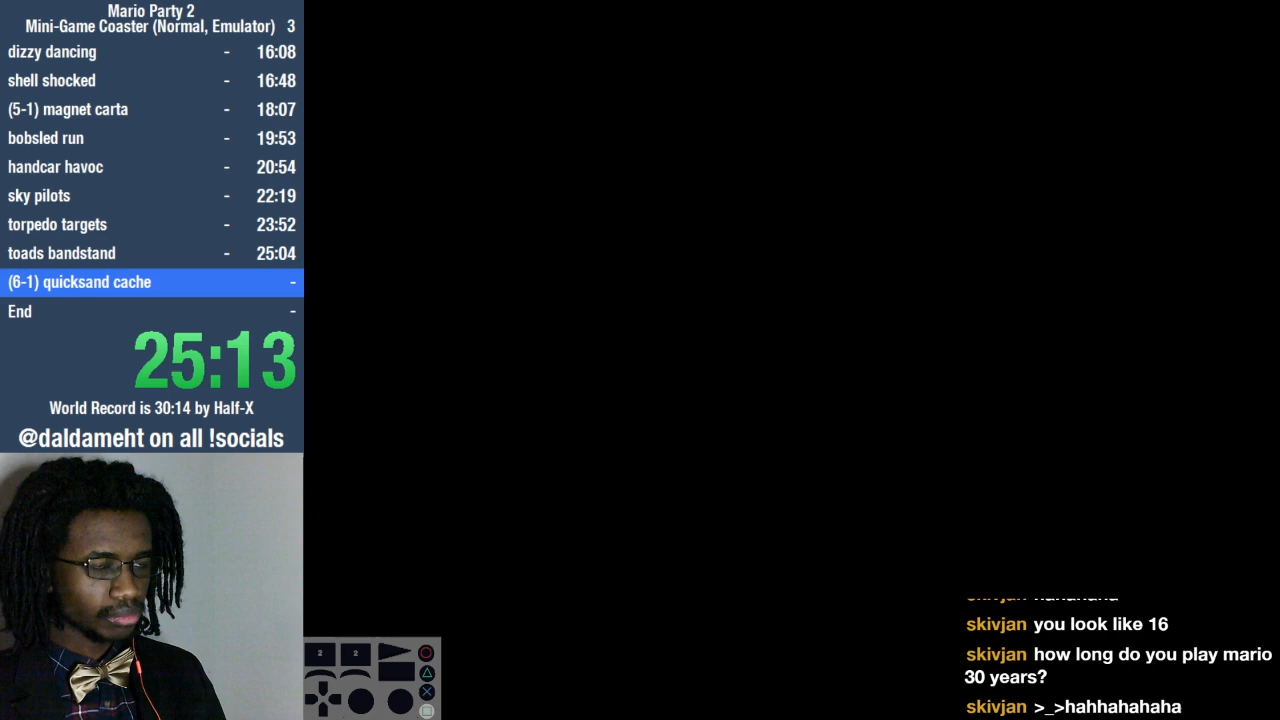 Mario Party 2
Mini-Game Coaster (Normal, Emulator) 3
dizzy dancing - 16:08
shell shocked - 16:48
(5-1) magnet carta - 18:07
bobsled run - 19:53
handcar havoc - 20:54
sky pilots - 22:19
torpedo targets - 23:52
toads bandstand - 25:04
(6-1) quicksand cache -
End -
25:13
World Record is 30:14 by Half-X
@daldameht on all !socials
2 2
skivjan hahahaha
skivjan you look like 16
skivjan how long do you play mario
30 years?
skivjan >_>hahhahahaha